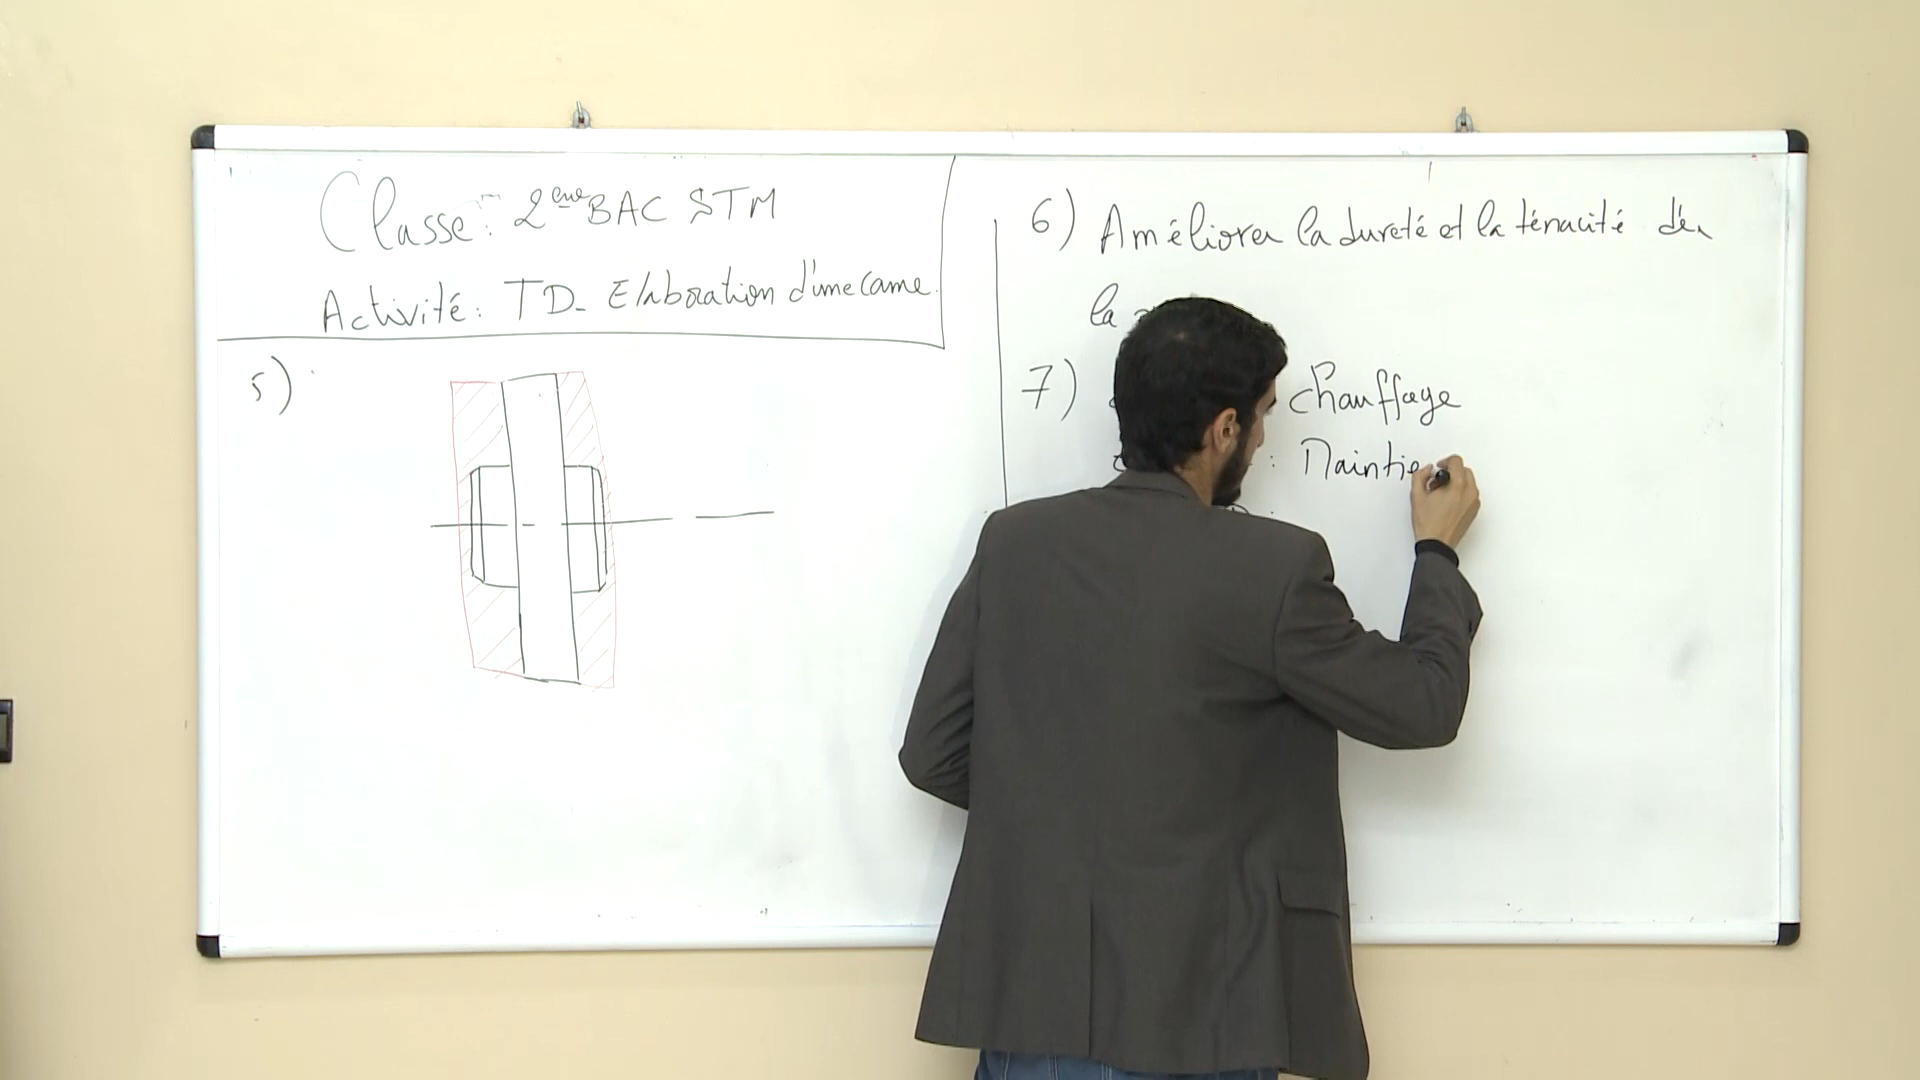 Classe: 2ème BAC STM
Activité: TD- Elaboration d'une came.
5)
6) Améliorer la dureté et la ténacité de
la
7) chauffage
: Maintie